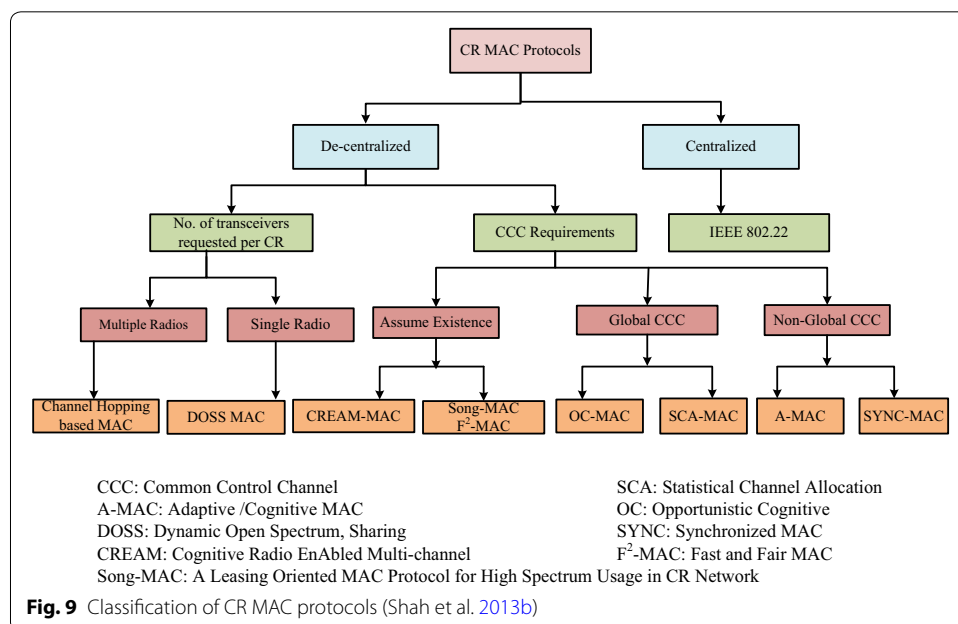 CR MAC Protocols
De-centralized
Centralized
No. of transceivers
requested per CR
CCC Requirements
IEEE 802.22
Multiple Radios
Single Radio
Assume Existence
Global CCC
Non-Global CCC
Channel Hopping
based MAC
DOSS MAC
CREAM-MAC
Song-MAC
F²-MAC
OC-MAC
SCA-MAC
A-MAC
SYNC-MAC
CCC: Common Control Channel
SCA: Statistical Channel Allocation
A-MAC: Adaptive /Cognitive MAC
OC: Opportunistic Cognitive
DOSS: Dynamic Open Spectrum, Sharing
SYNC: Synchronized MAC
CREAM: Cognitive Radio EnAbled Multi-channel
F²-MAC: Fast and Fair MAC
Song-MAC: A Leasing Oriented MAC Protocol for High Spectrum Usage in CR Network
Fig. 9 Classification of CR MAC protocols (Shah et al. 2013b)